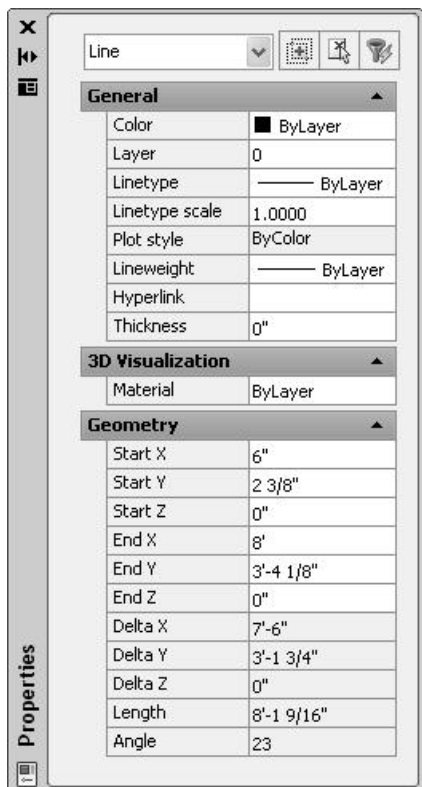 Line
General
Color ByLayer
Layer 0
Linetype ByLayer
Linetype scale 1.0000
Plot style ByColor
Lineweight ByLayer
Hyperlink
Thickness 0"
3D Visualization
Material ByLayer
Geometry
Start X 6"
Start Y 2 3/8"
Start Z 0"
End X 8'
End Y 3'-4 1/8"
End Z 0"
Delta X 7'-6"
Delta Y 3'-1 3/4"
Delta Z 0"
Length 8'-1 9/16"
Angle 23
Properties